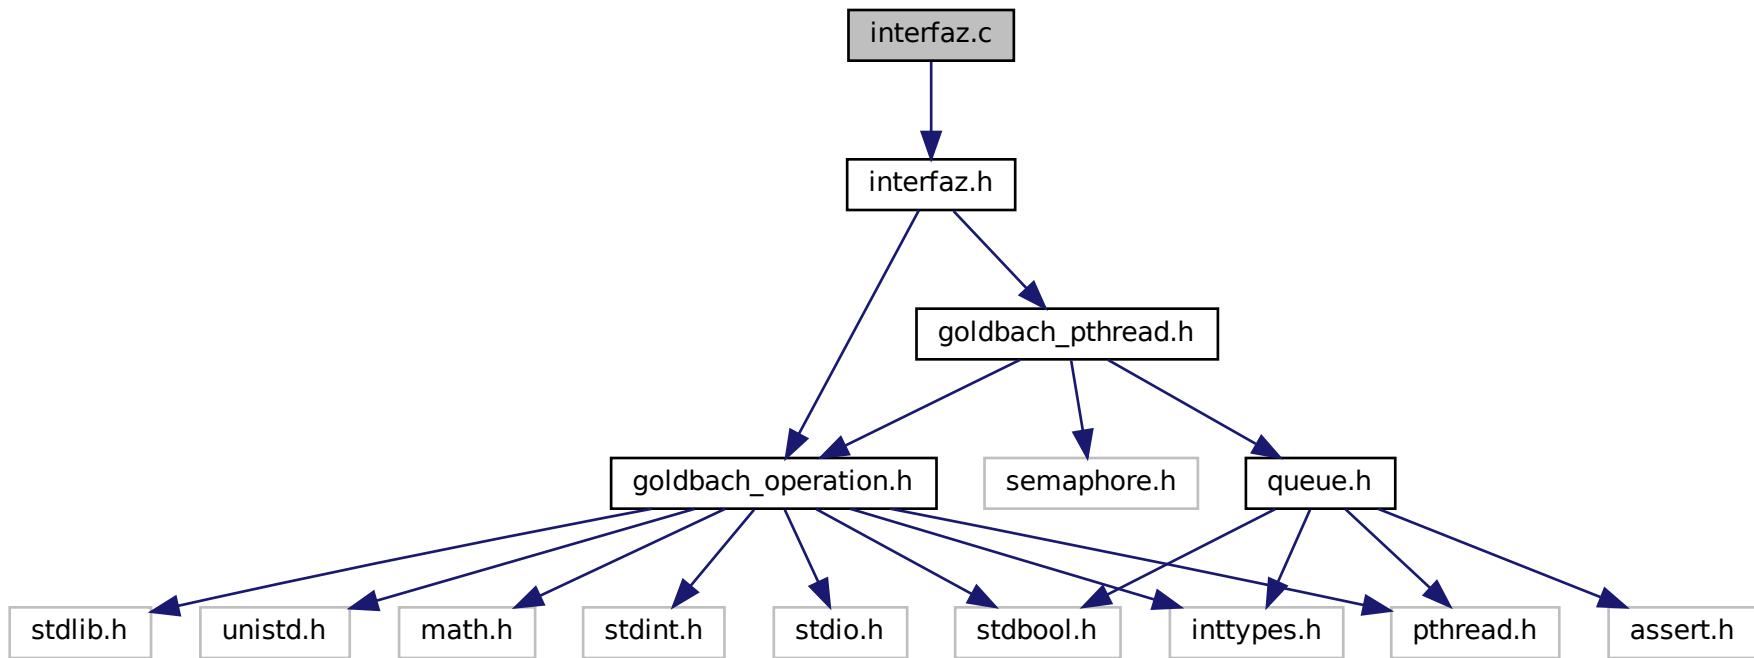 interfaz.c
interfaz.h
goldbach_pthread.h
goldbach_operation.h
semaphore.h
queue.h
stdlib.h
unistd.h
math.h
stdint.h
stdio.h
stdbool.h
inttypes.h
pthread.h
assert.h